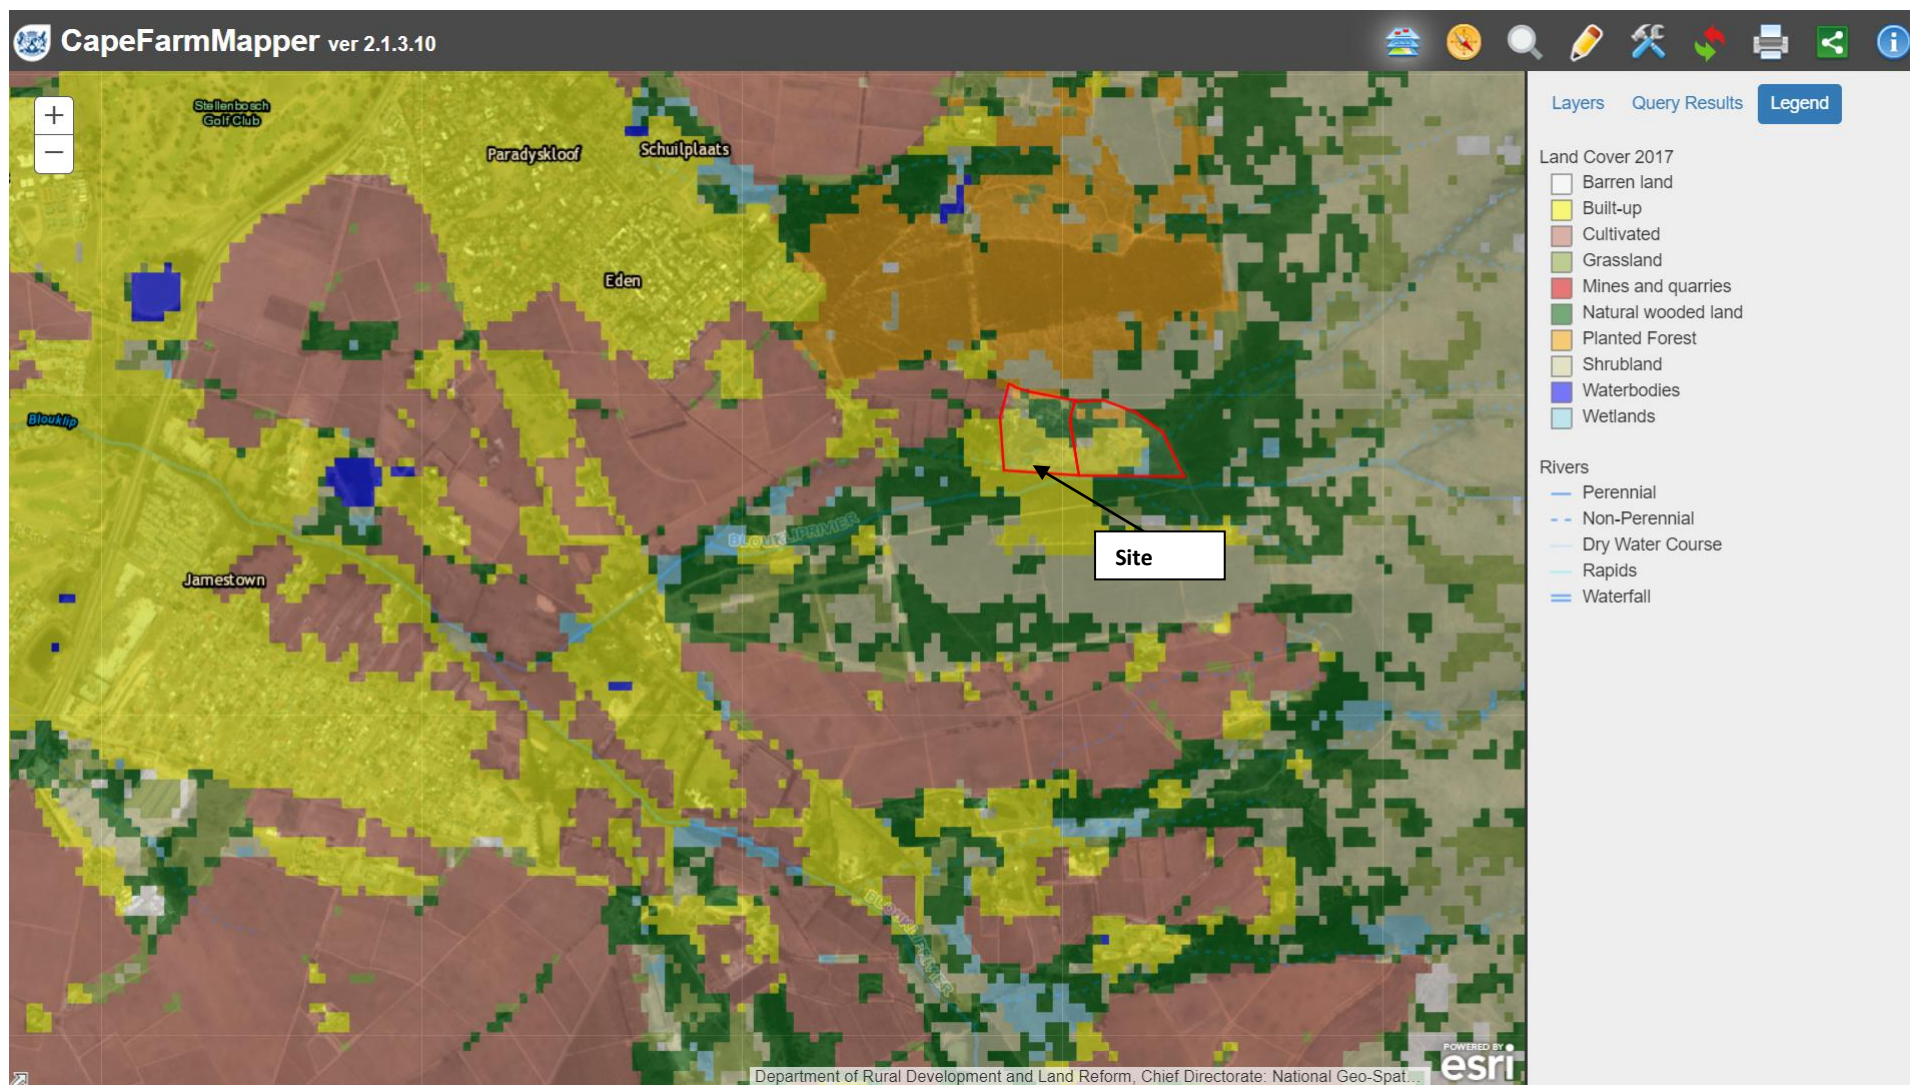 CapeFarmMapper ver 2.1.3.10
Layers
Query Results
Legend
Land Cover 2017
Barren land
Built-up
Cultivated
Grassland
Mines and quarries
Natural wooded land
Planted Forest
Shrubland
Waterbodies
Wetlands
Rivers
Perennial
Non-Perennial
Dry Water Course
Rapids
Waterfall
+
−
Stellenbosch
Golf Club
Paradyskloof
Schuilplaats
Eden
Blouklip
BLOUKLIPRIVIER
Site
Jamestown
BLOUKLIPRIVIER
POWERED BY
esri
Department of Rural Development and Land Reform, Chief Directorate: National Geo-Spat...